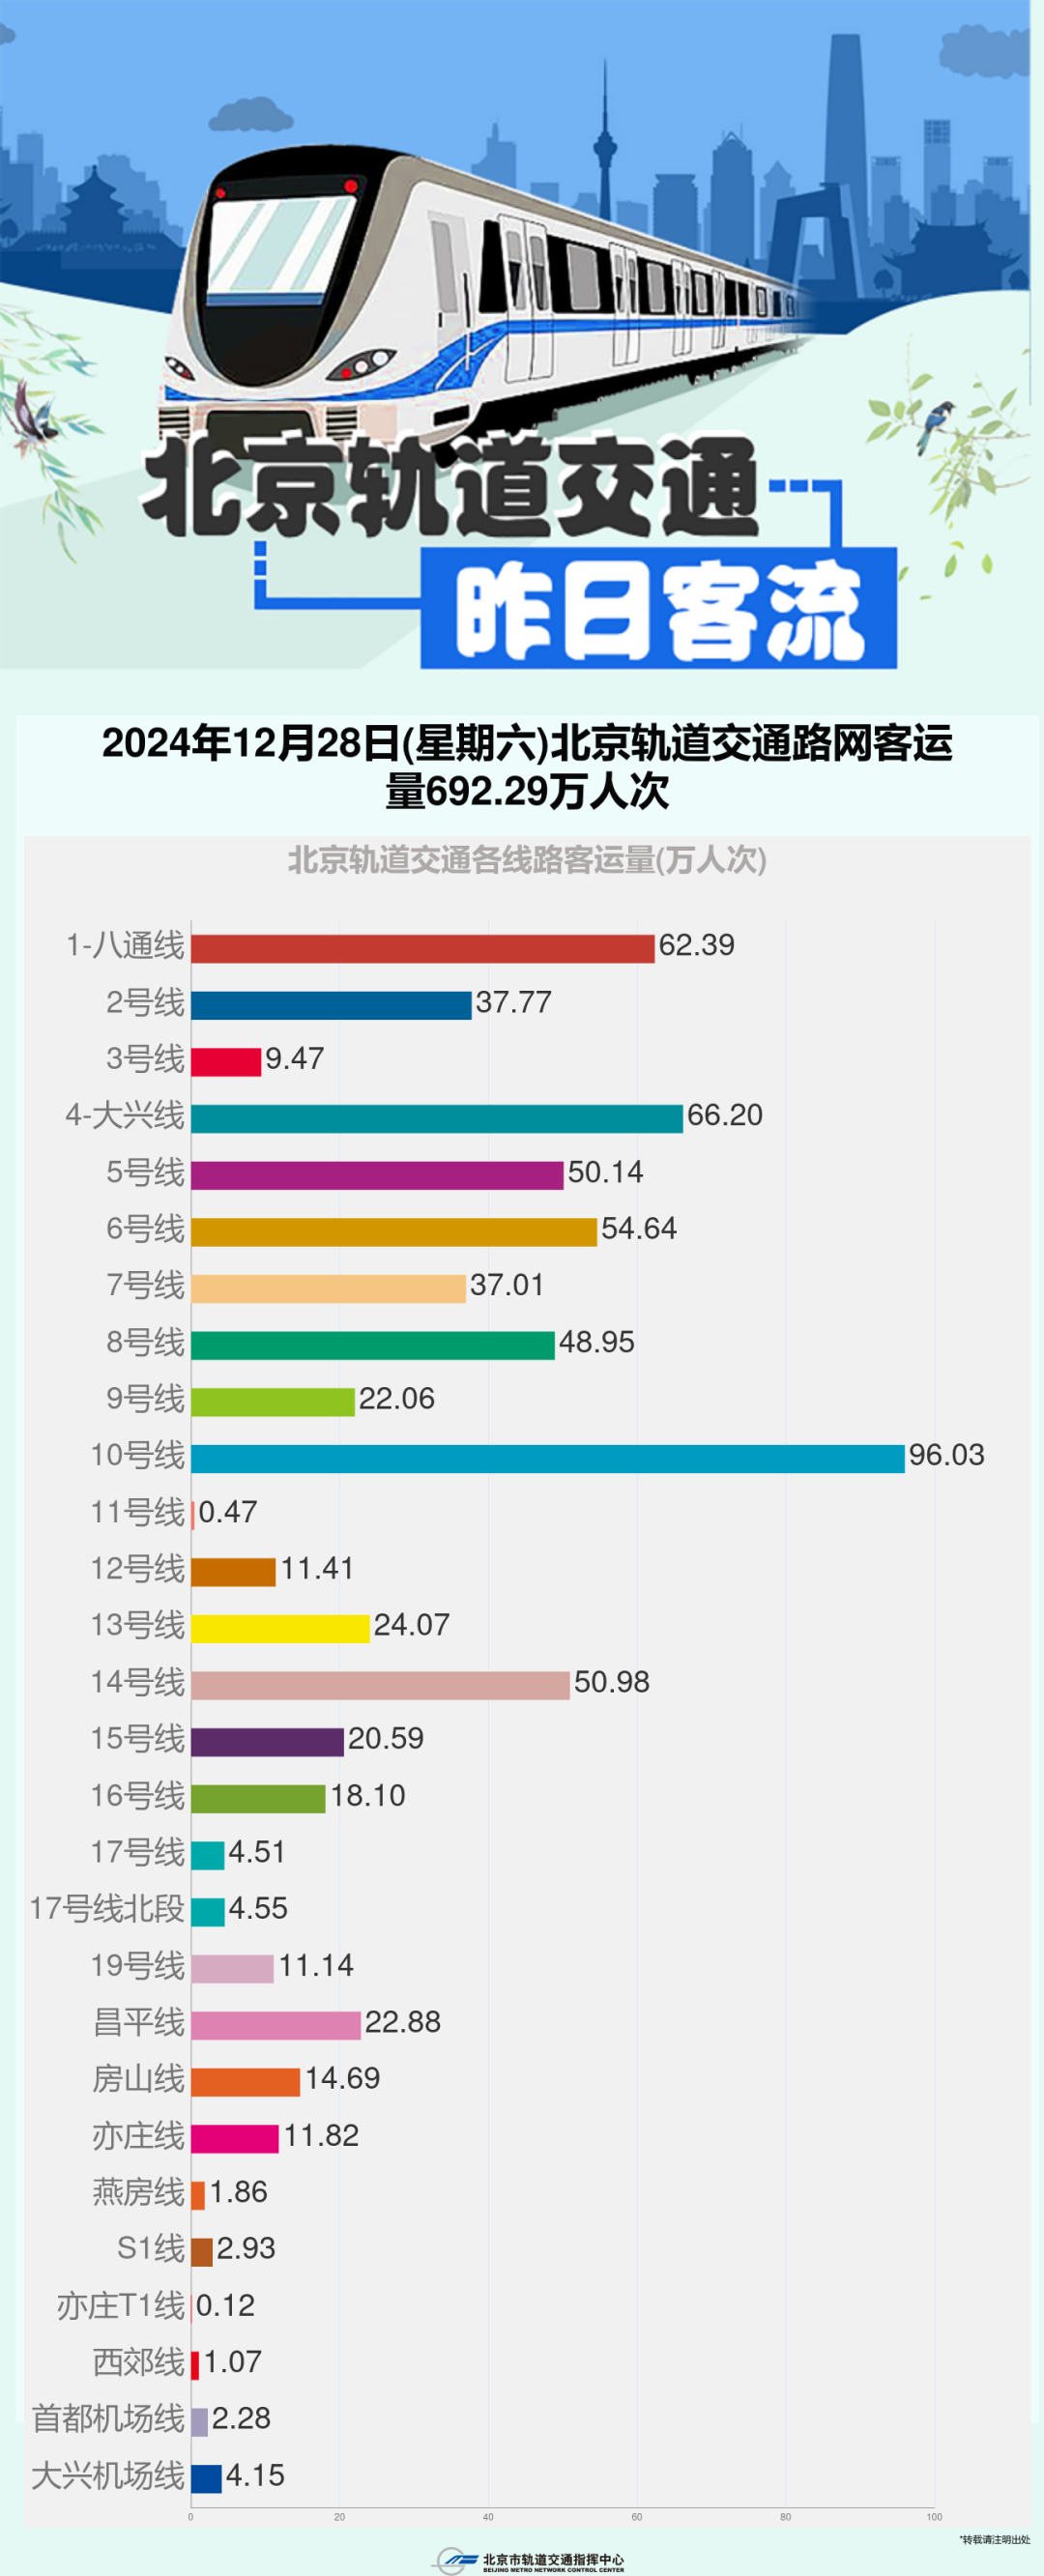 北京轨道交通
昨日客流
2024年12月28日(星期六)北京轨道交通路网客运
量692.29万人次
北京轨道交通各线路客运量(万人次)
1-八通线 62.39
2号线 37.77
3号线 9.47
4-大兴线 66.20
5号线 50.14
6号线 54.64
7号线 37.01
8号线 48.95
9号线 22.06
10号线 96.03
11号线 0.47
12号线 11.41
13号线 24.07
14号线 50.98
15号线 20.59
16号线 18.10
17号线 4.51
17号线北段 4.55
19号线 11.14
昌平线 22.88
房山线 14.69
亦庄线 11.82
燕房线 1.86
S1线 2.93
亦庄T1线 0.12
西郊线 1.07
首都机场线 2.28
大兴机场线 4.15
0 20 40 60 80 100
*转载请注明出处
北京市轨道交通指挥中心
BEIJING METRO NETWORK CONTROL CENTER